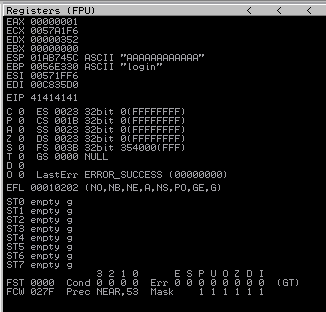 Registers (FPU) < < <
EAX 00000001
ECX 0057A1F6
EDX 00000352
EBX 00000000
ESP 01AB745C ASCII "AAAAAAAAAAAA"
EBP 0056E330 ASCII "login"
ESI 00571FF6
EDI 00C835D0
EIP 41414141
C 0 ES 0023 32bit 0(FFFFFFFF)
P 0 CS 001B 32bit 0(FFFFFFFF)
A 0 SS 0023 32bit 0(FFFFFFFF)
Z 0 DS 0023 32bit 0(FFFFFFFF)
S 0 FS 003B 32bit 354000(FFF)
T 0 GS 0000 NULL
D 0
O 0 LastErr ERROR_SUCCESS (00000000)
EFL 00010202 (NO,NB,NE,A,NS,PO,GE,G)
ST0 empty g
ST1 empty g
ST2 empty g
ST3 empty g
ST4 empty g
ST5 empty g
ST6 empty g
ST7 empty g
3 2 1 0 E S P U O Z D I
FST 0000 Cond 0 0 0 0 Err 0 0 0 0 0 0 0 0 (GT)
FCW 027F Prec NEAR,53 Mask 1 1 1 1 1 1